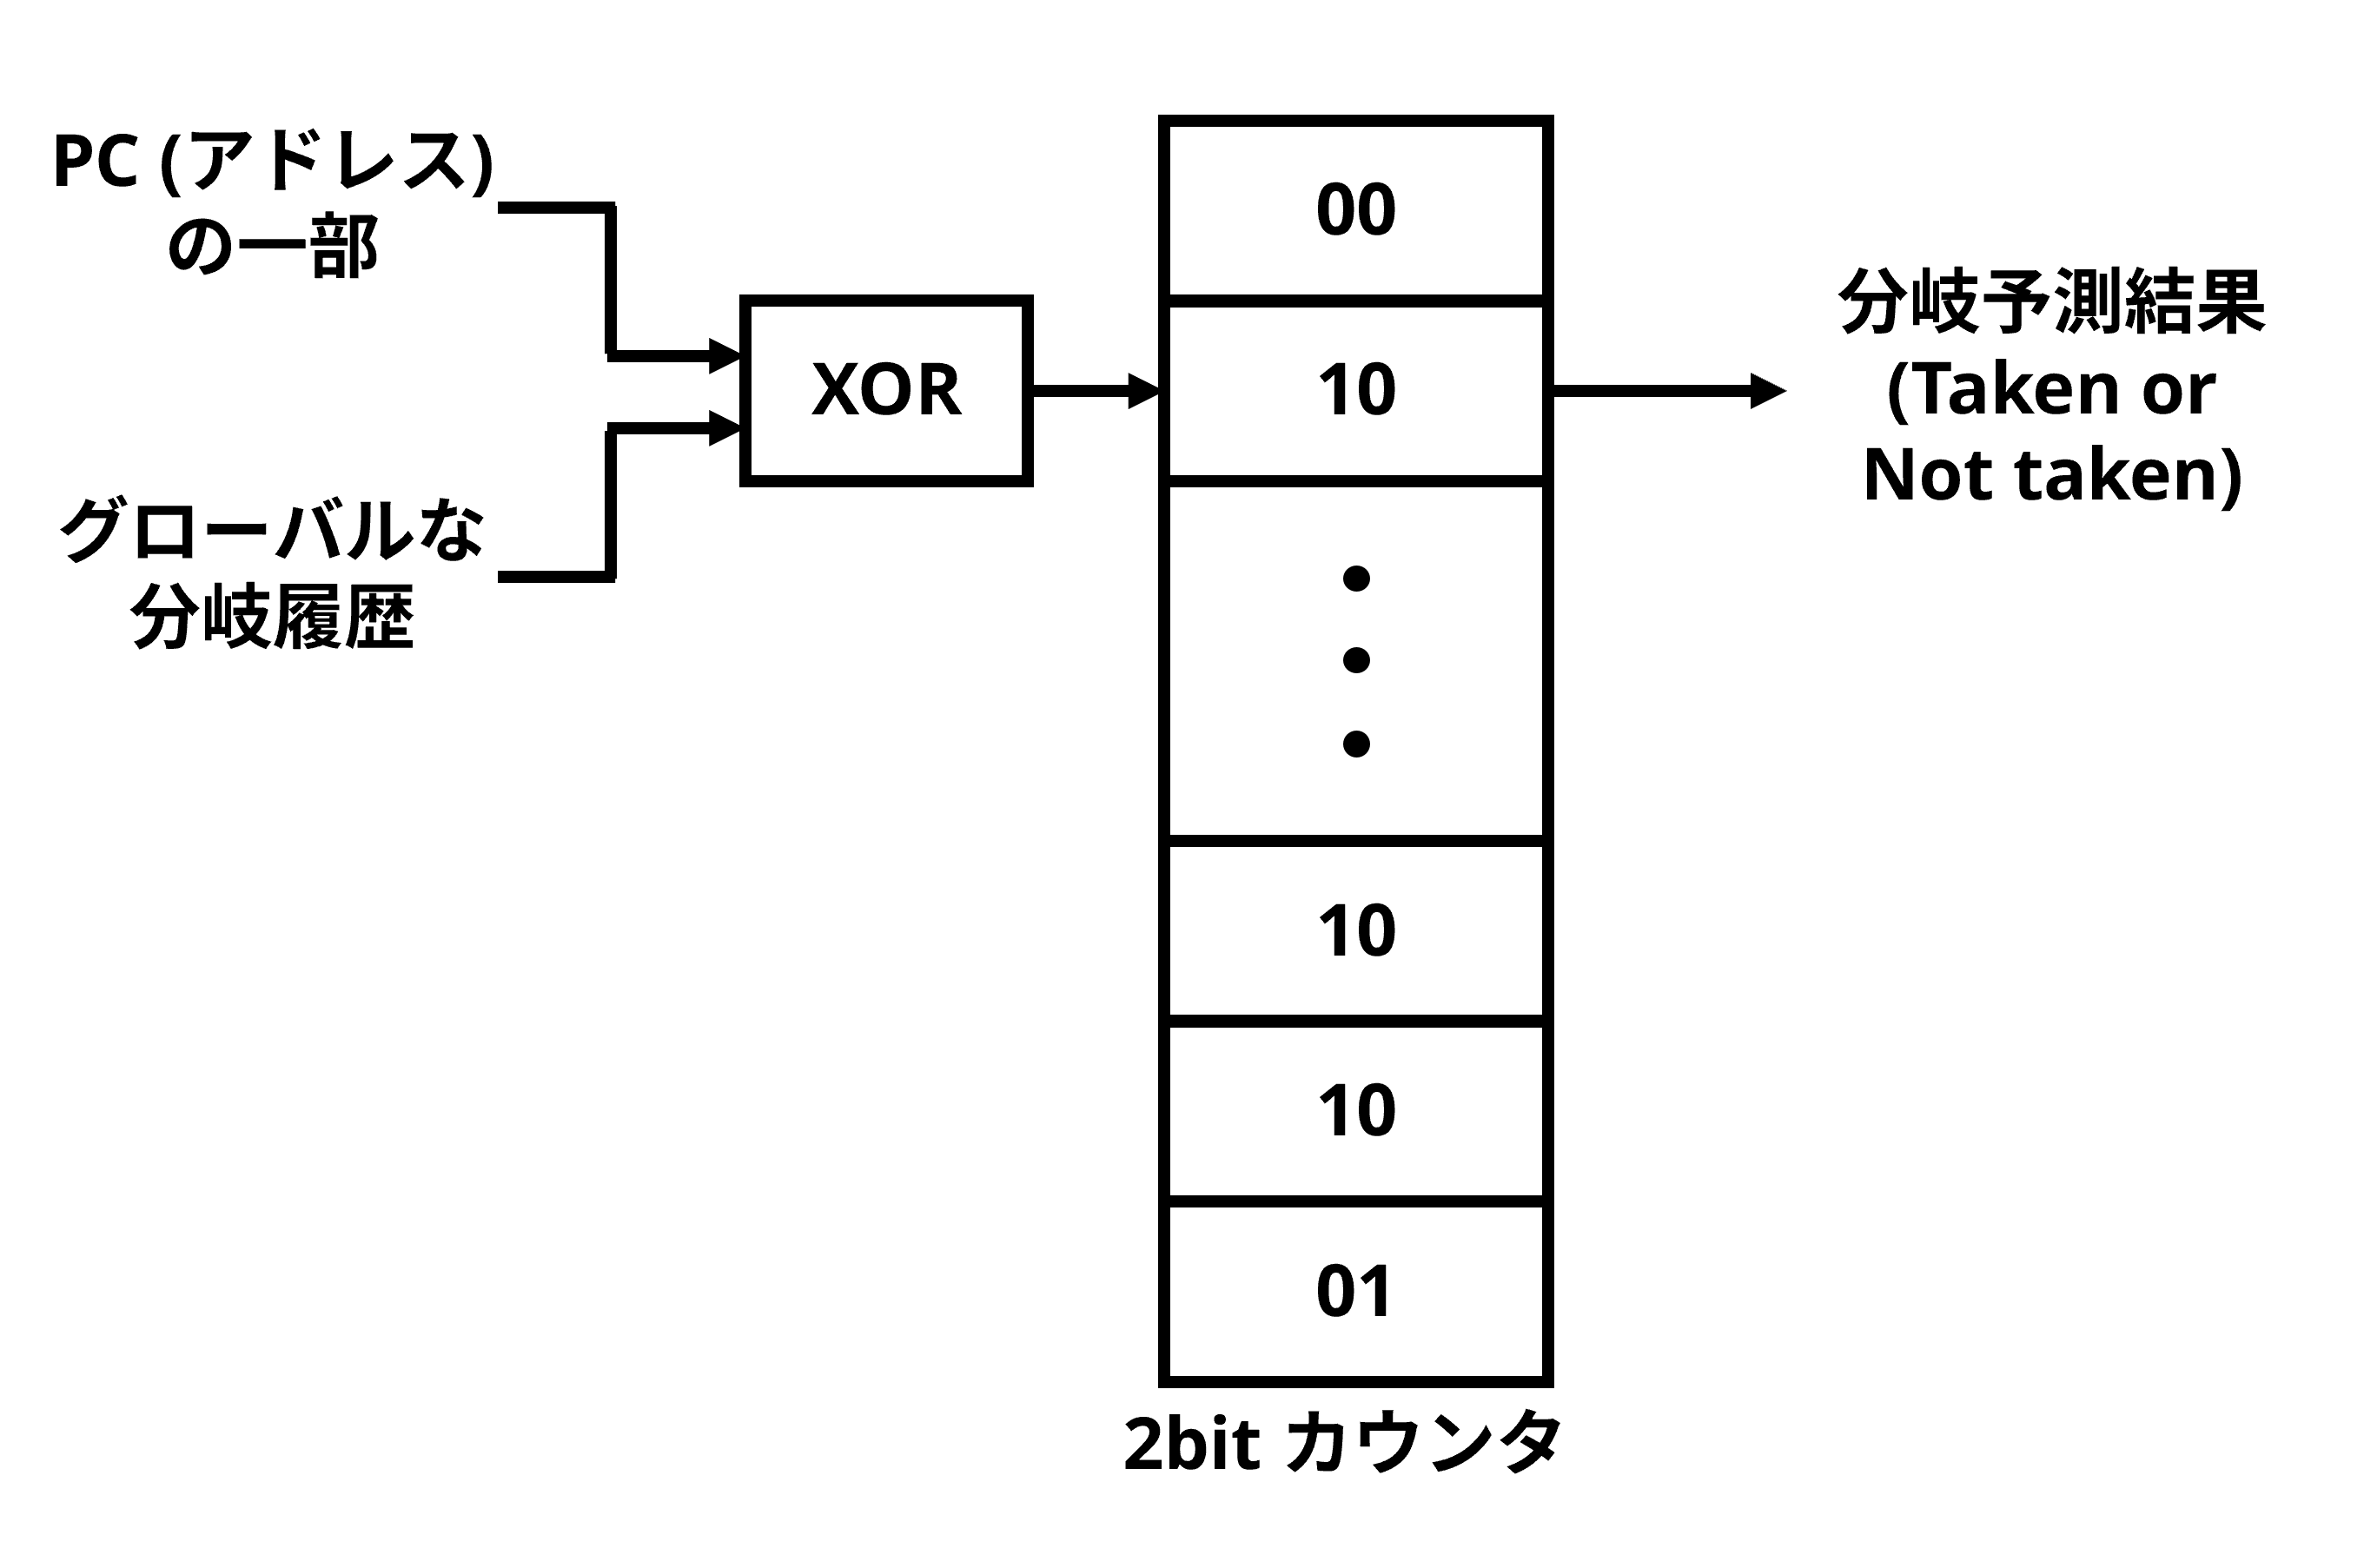 PC (アドレス)
の一部
グローバルな
分岐履歴
XOR
00
10
10
10
01
2bit カウンタ
分岐予測結果
(Taken or
Not taken)